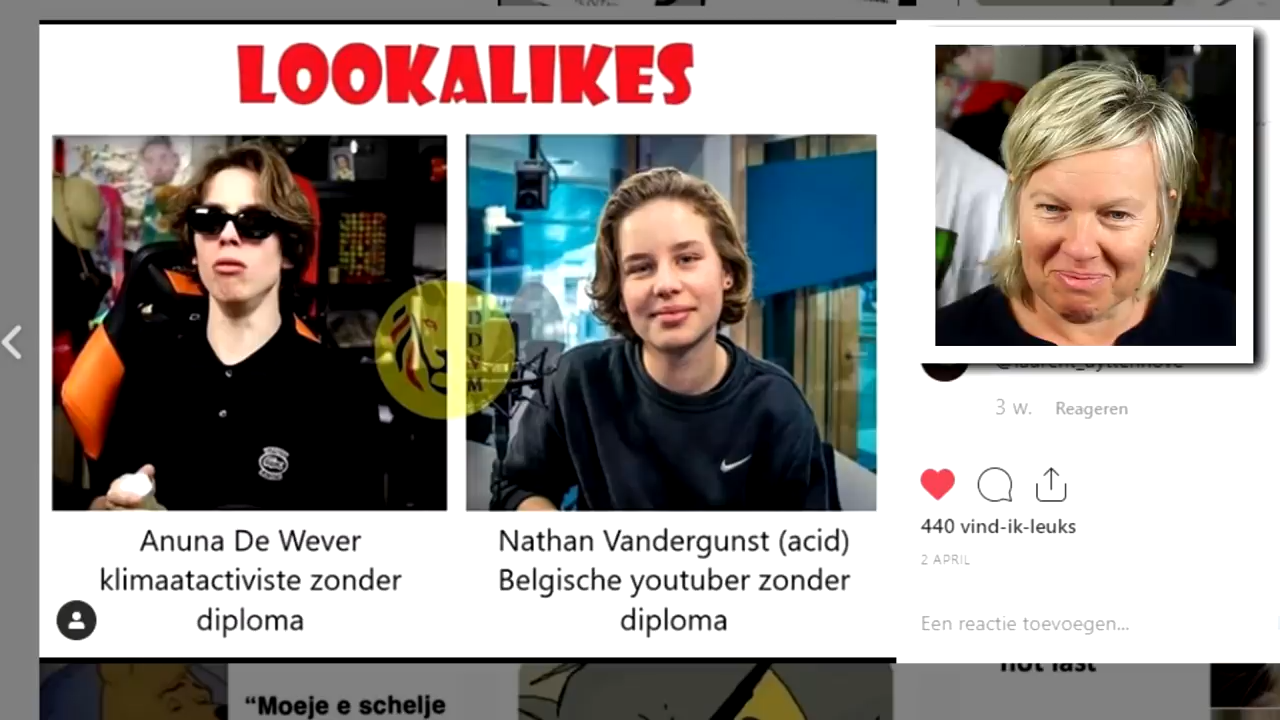 LOOKALIKES
Anuna De Wever
klimaatactiviste zonder
diploma
Nathan Vandergunst (acid)
Belgische youtuber zonder
diploma
3 w. Reageren
440 vind-ik-leuks
2 APRIL
Een reactie toevoegen...
“Moeje e schelje
not last